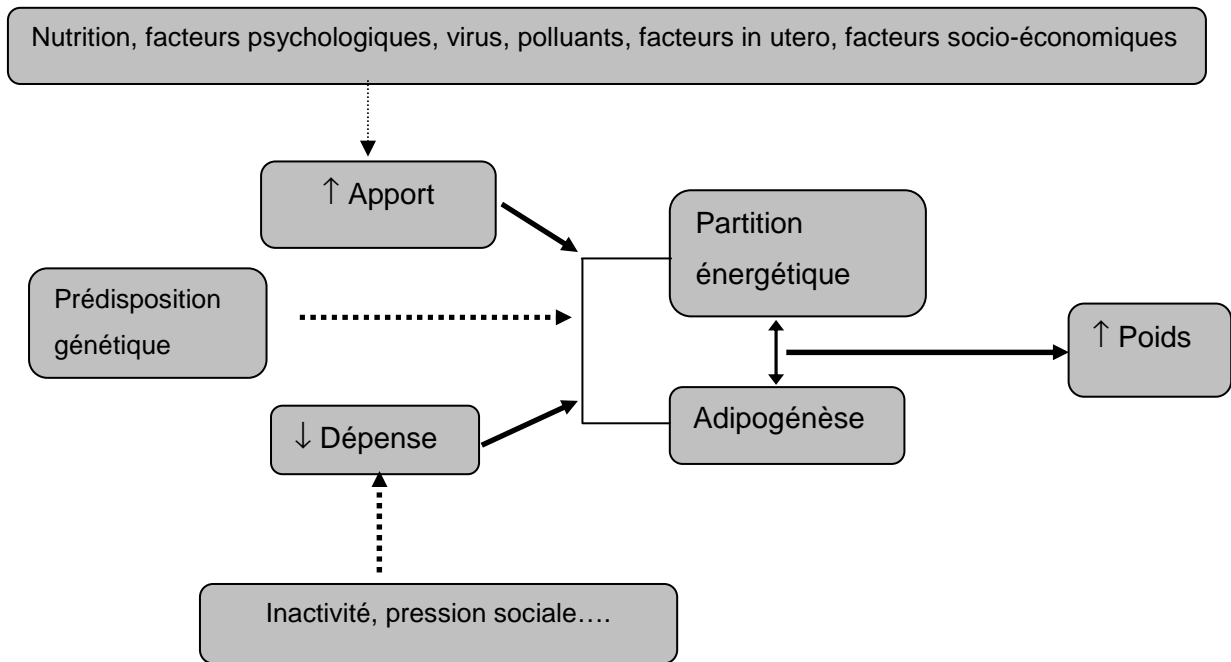 Nutrition, facteurs psychologiques, virus, polluants, facteurs in utero, facteurs socio-économiques
↑ Apport
Partition
énergétique
Prédisposition
génétique
↑ Poids
↓ Dépense
Adipogénèse
Inactivité, pression sociale….